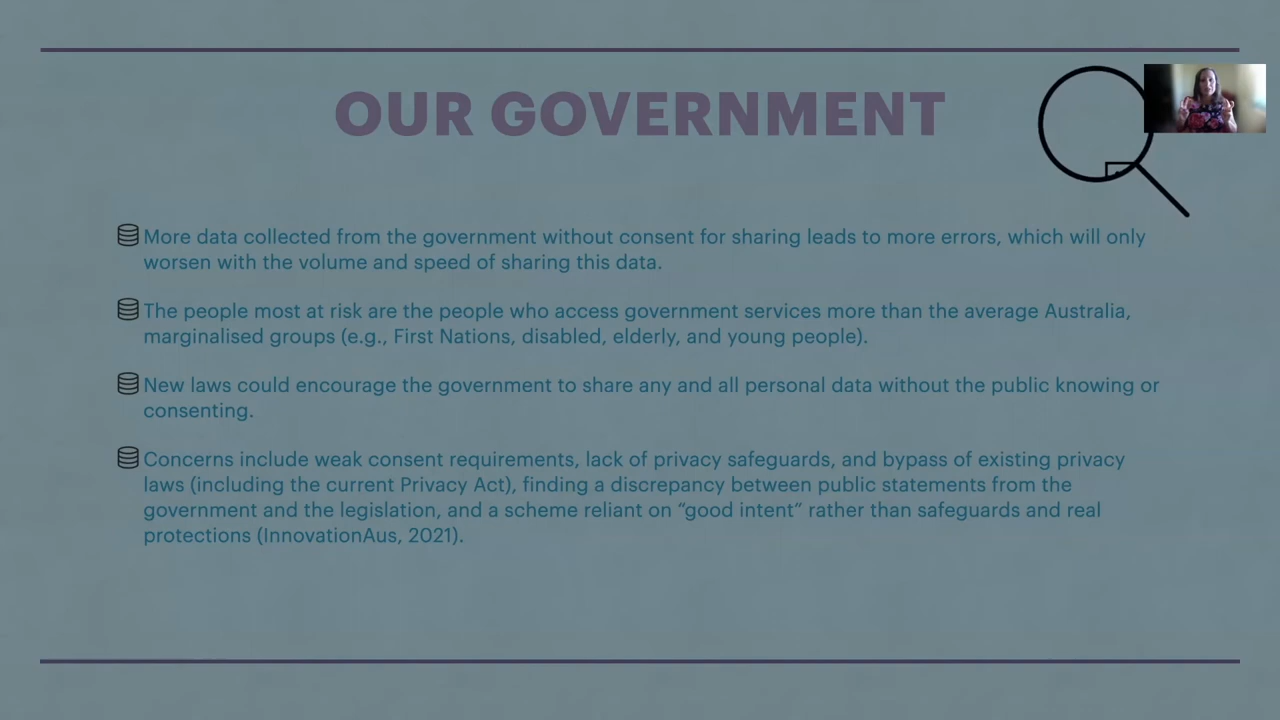 OUR GOVERNMENT
More data collected from the government without consent for sharing leads to more errors, which will only
worsen with the volume and speed of sharing this data.
The people most at risk are the people who access government services more than the average Australia,
marginalised groups (e.g., First Nations, disabled, elderly, and young people).
New laws could encourage the government to share any and all personal data without the public knowing or
consenting.
Concerns include weak consent requirements, lack of privacy safeguards, and bypass of existing privacy
laws (including the current Privacy Act), finding a discrepancy between public statements from the
government and the legislation, and a scheme reliant on “good intent” rather than safeguards and real
protections (InnovationAus, 2021).